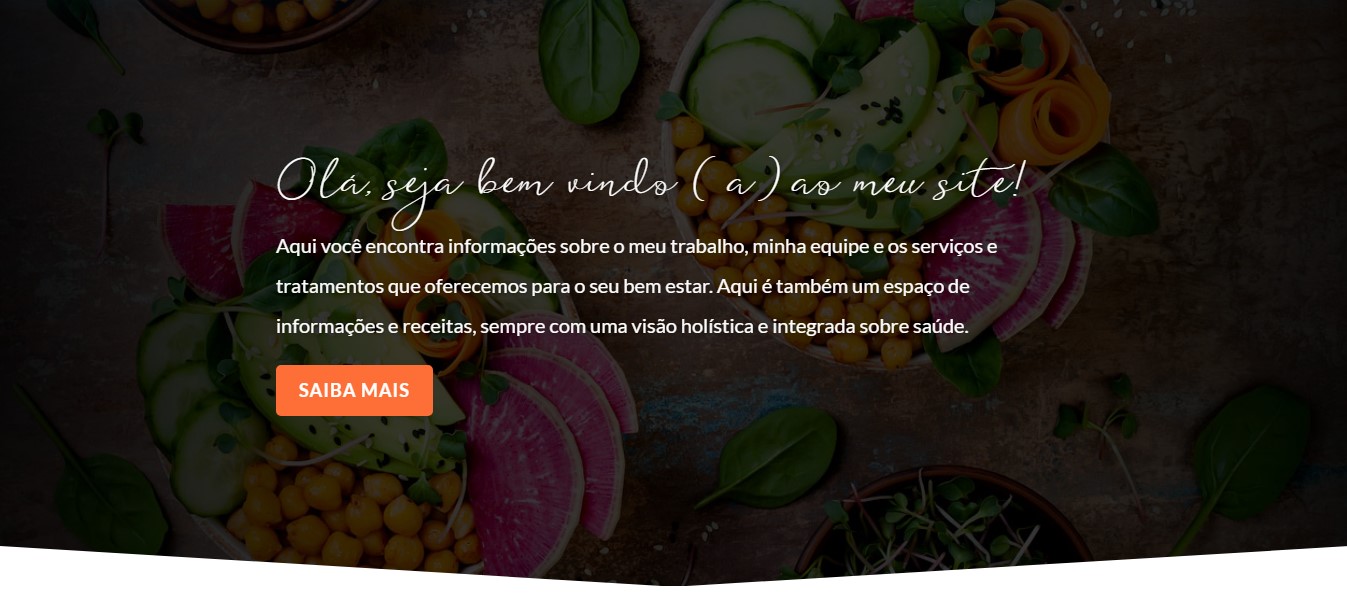 Olá, seja bem vindo (a) ao meu site!
Aqui você encontra informações sobre o meu trabalho, minha equipe e os serviços e
tratamentos que oferecemos para o seu bem estar. Aqui é também um espaço de
informações e receitas, sempre com uma visão holística e integrada sobre saúde.
SAIBA MAIS